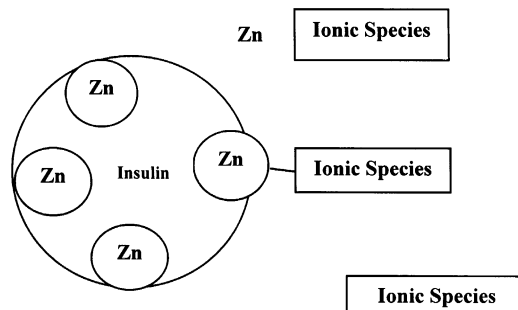 Zn Ionic Species
Zn
Zn Insulin Zn Ionic Species
Zn
Ionic Species